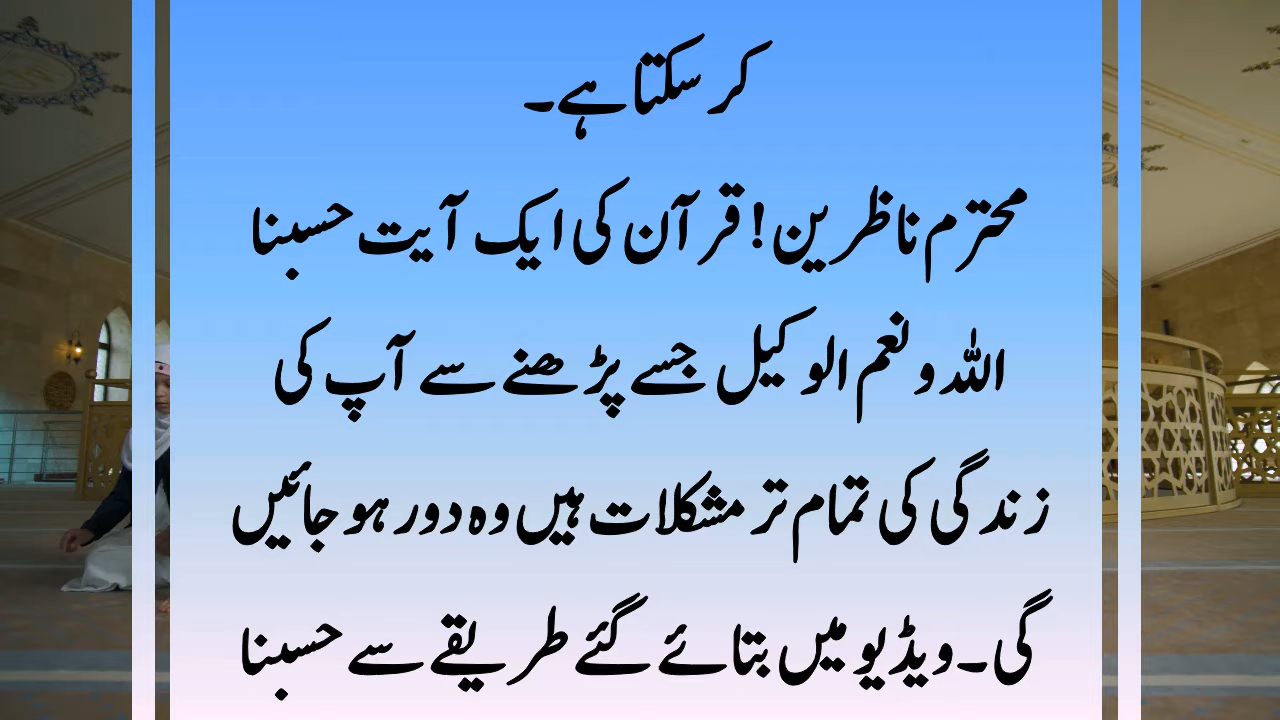 کر سکتا ہے۔
محترم ناظرین! قرآن کی ایک آیت حسبنا
اللہ و نعم الوکیل جسے پڑھنے سے آپ کی
زندگی کی تمام تر مشکلات ہیں وہ دور ہو جائیں
گی۔ ویڈیو میں بتائے گئے طریقے سے حسبنا